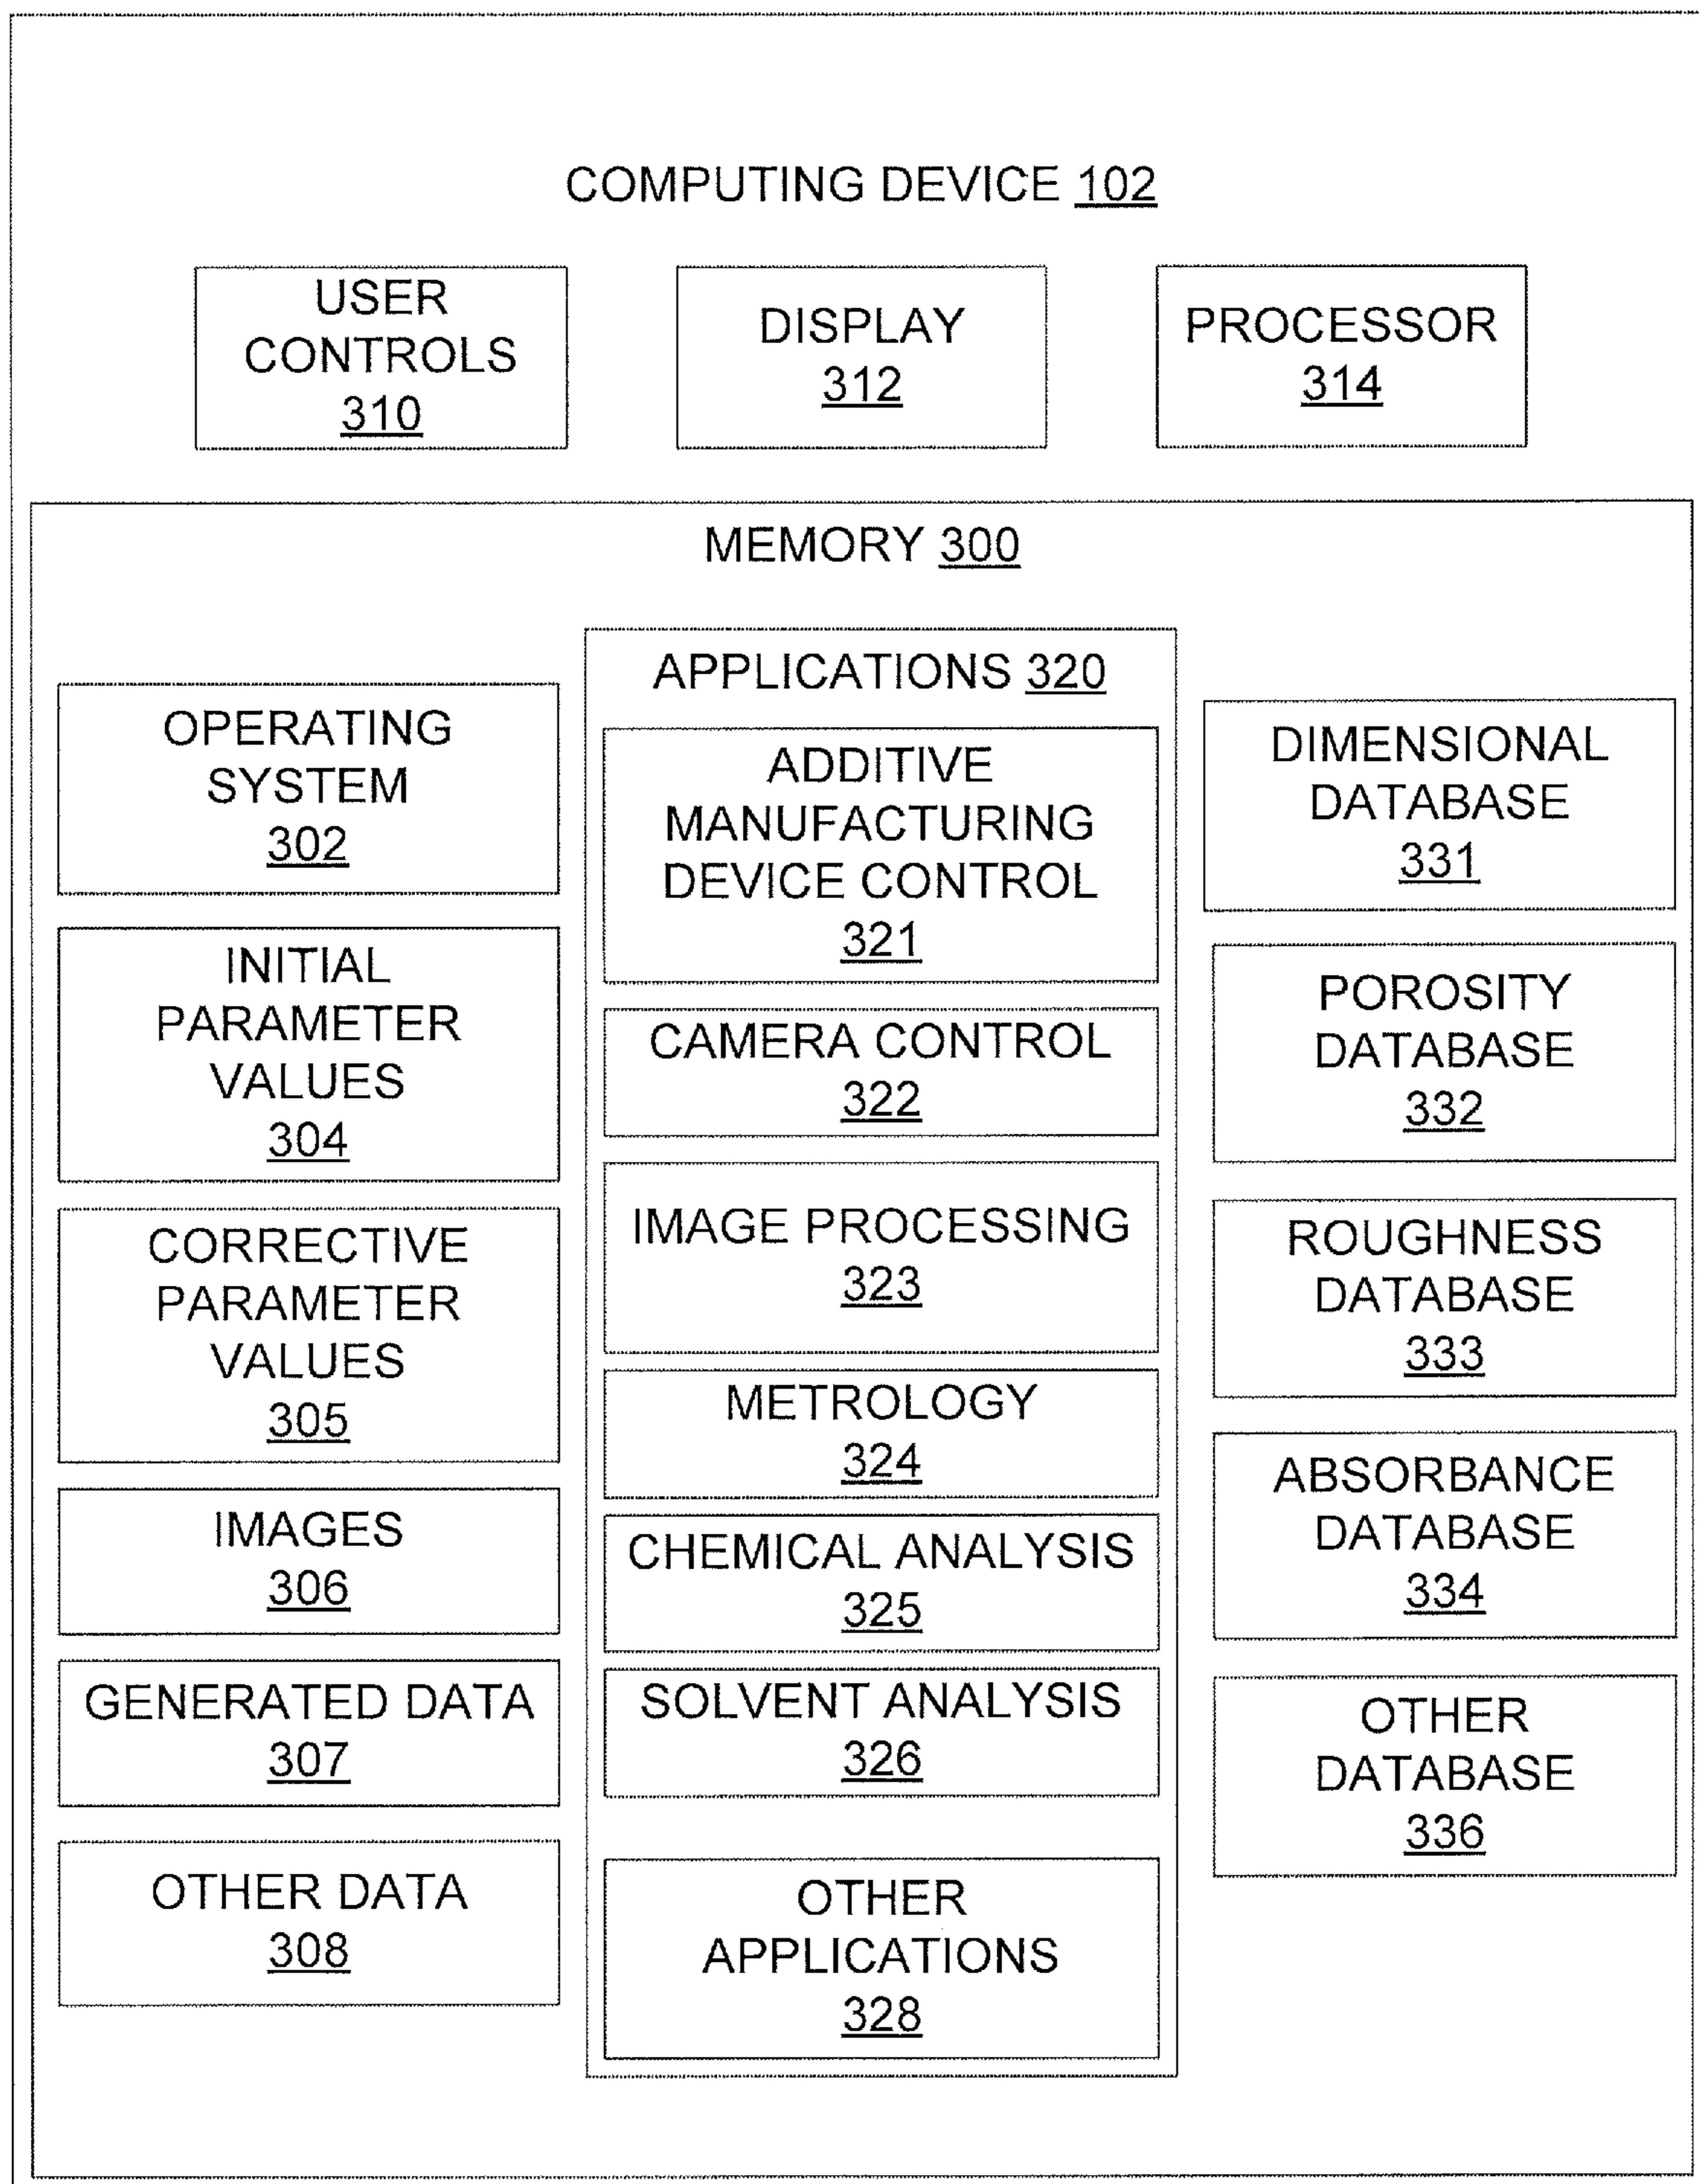 COMPUTING DEVICE 102
USER
CONTROLS
310
DISPLAY
312
PROCESSOR
314
MEMORY 300
OPERATING
SYSTEM
302
INITIAL
PARAMETER
VALUES
304
CORRECTIVE
PARAMETER
VALUES
305
IMAGES
306
GENERATED DATA
307
OTHER DATA
308
APPLICATIONS 320
ADDITIVE
MANUFACTURING
DEVICE CONTROL
321
CAMERA CONTROL
322
IMAGE PROCESSING
323
METROLOGY
324
CHEMICAL ANALYSIS
325
SOLVENT ANALYSIS
326
OTHER
APPLICATIONS
328
DIMENSIONAL
DATABASE
331
POROSITY
DATABASE
332
ROUGHNESS
DATABASE
333
ABSORBANCE
DATABASE
334
OTHER
DATABASE
336